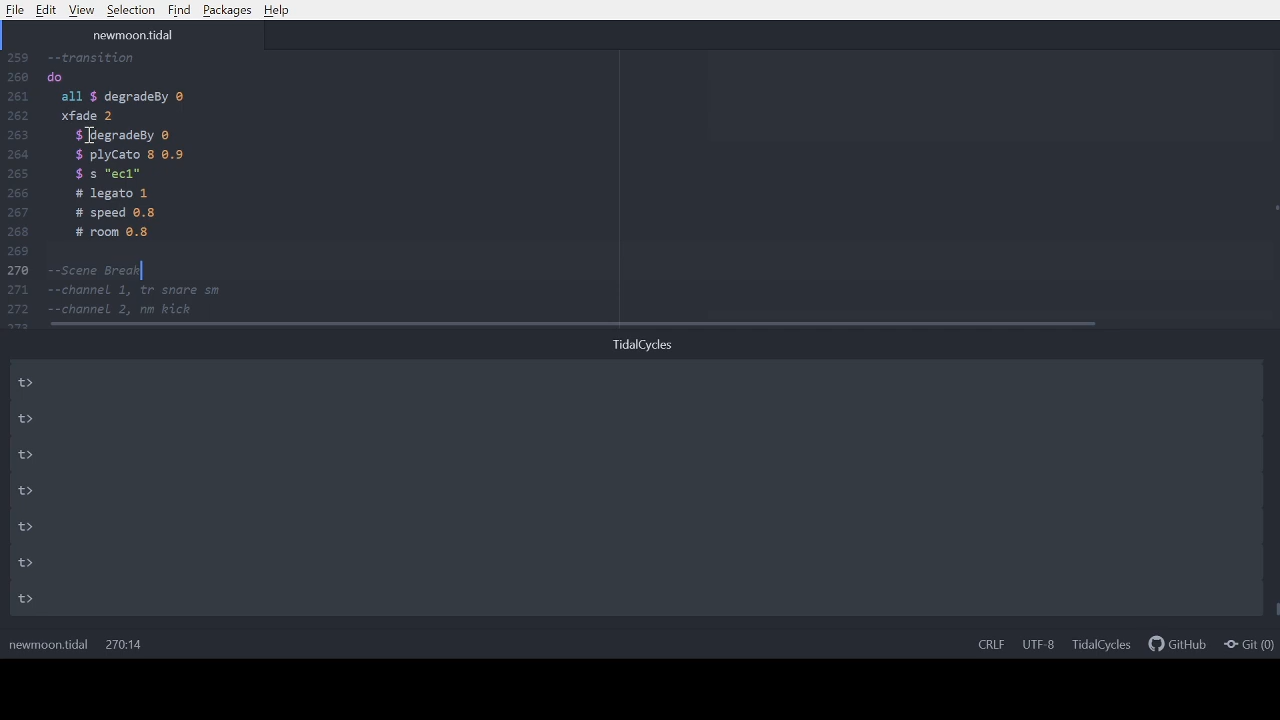 File Edit View Selection Find Packages Help
newmoon.tidal
259 --transition
260 do
261 all $ degradeBy 0
262 xfade 2
263 $ degradeBy 0
264 $ plyCato 8 0.9
265 $ s "ec1"
266 # legato 1
267 # speed 0.8
268 # room 0.8
269
270 --Scene Break
271 --channel 1, tr snare sm
272 --channel 2, nm kick
273
TidalCycles
t>
t>
t>
t>
t>
t>
t>
newmoon.tidal 270:14 CRLF UTF-8 TidalCycles GitHub Git (0)